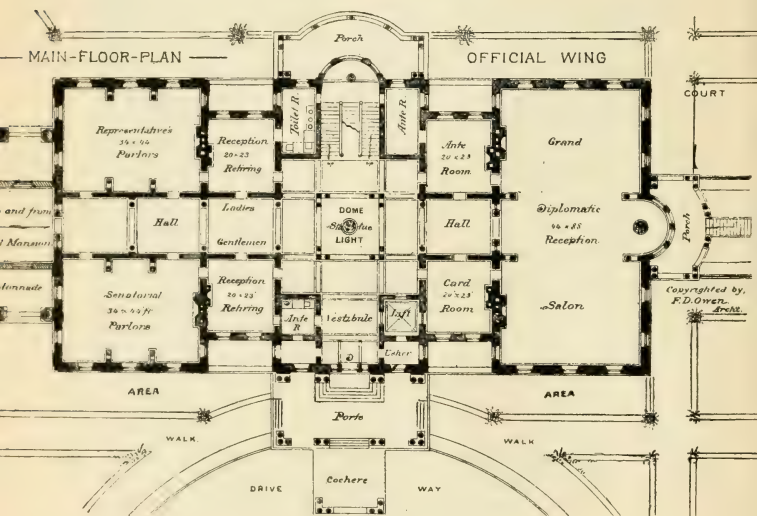 Porch
MAIN-FLOOR-PLAN
OFFICIAL WING
COURT
Toilet R.
Ante R
Representative's
34 x 44
Parlors
Reception
20 x 23
Retiring
Ante
20 x 23
Room
Grand
and from
Hall
Ladies
Gentlemen
DOME
LIGHT
Hall
Diplomatic
44 x 85
Reception
Porch
Mansion
lonnade
Senatorial
34 x 44 ft
Parlors
Reception
20 x 23
Retiring
Ante
R
Vestibule
Lift
Usher
Card
20 x 23
Room
Salon
Copyrighted by,
F.D. Owen
Archt.
AREA
AREA
Porte
WALK
WALK
Cochere
DRIVE
WAY